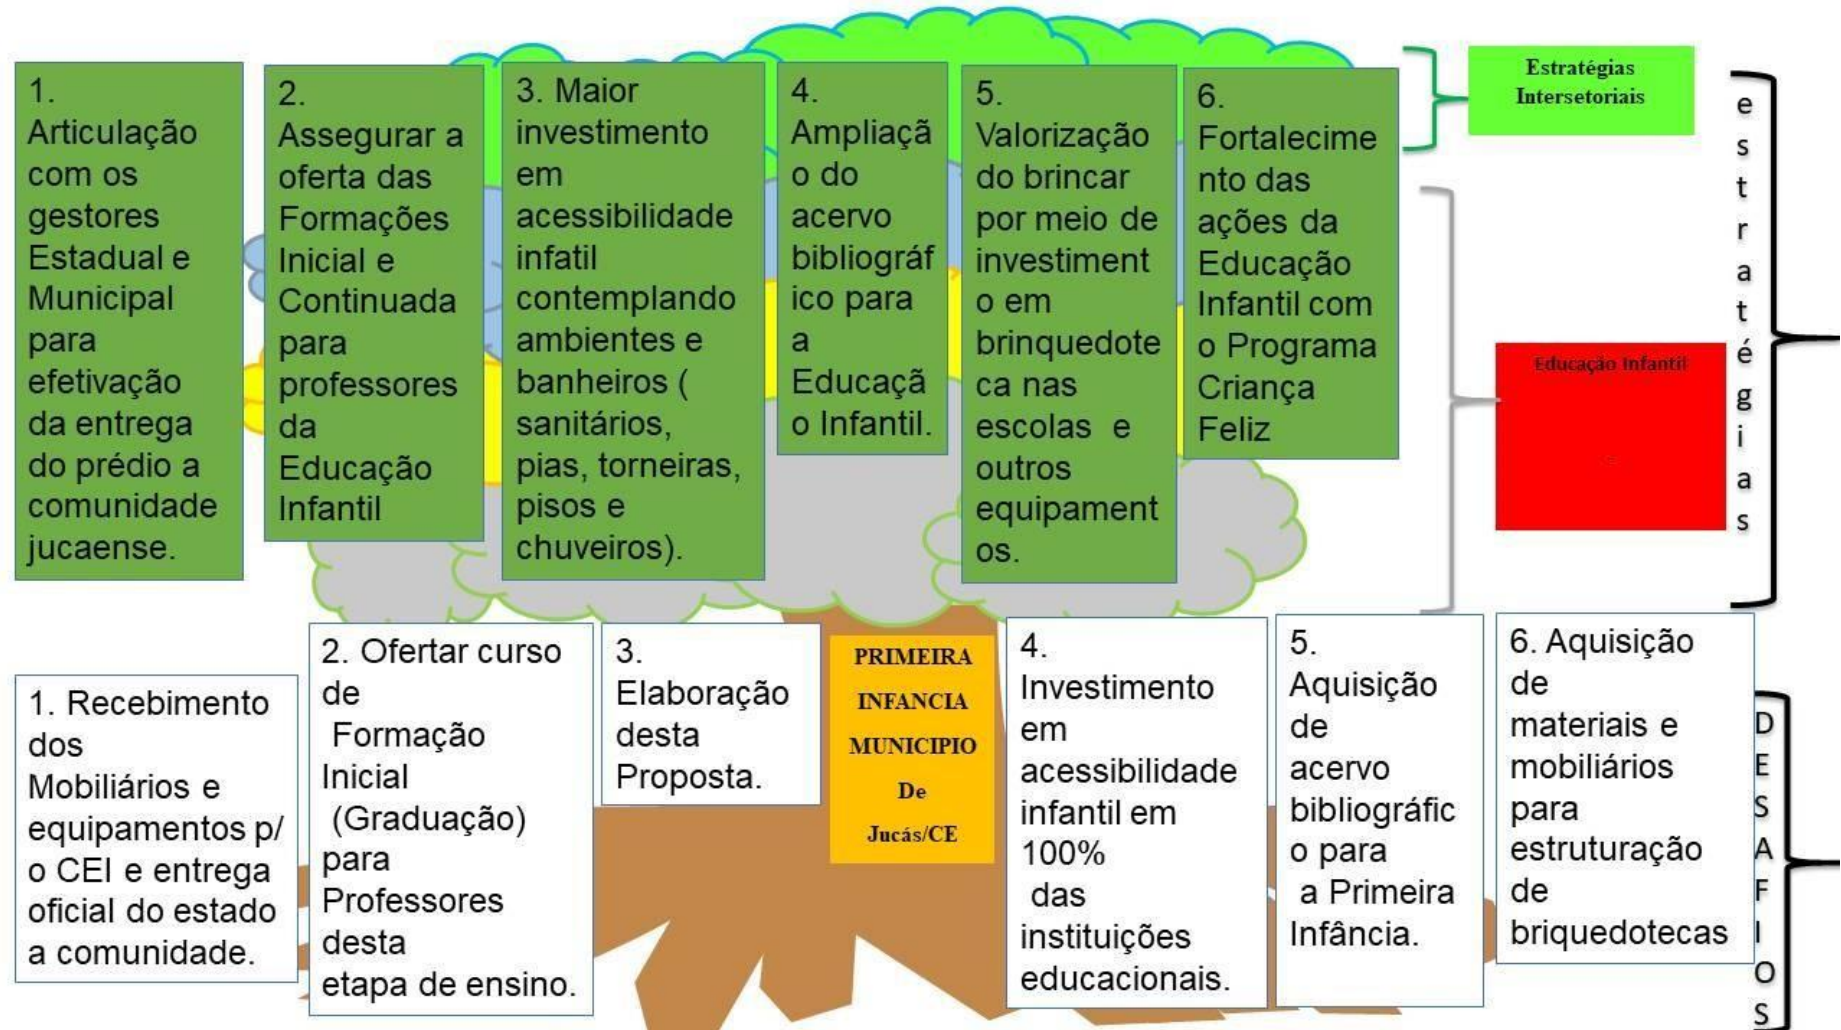 1.
Articulação
com os
gestores
Estadual e
Municipal
para
efetivação
da entrega
do prédio a
comunidade
jucaense.
2.
Assegurar a
oferta das
Formações
Inicial e
Continuada
para
professores
da
Educação
Infantil
3. Maior
investimento
em
acessibilidade
infatil
contemplando
ambientes e
banheiros (
sanitários,
pias, torneiras,
pisos e
chuveiros).
4.
Ampliaçã
o do
acervo
bibliográf
ico para
a
Educaçã
o Infantil.
5.
Valorização
do brincar
por meio de
investiment
o em
brinquedote
ca nas
escolas e
outros
equipament
os.
6.
Fortalecime
nto das
ações da
Educação
Infantil com
o Programa
Criança
Feliz
Estratégias
Intersetoriais
Educação Infantil
e
s
t
r
a
t
é
g
i
a
s
1. Recebimento
dos
Mobiliários e
equipamentos p/
o CEI e entrega
oficial do estado
a comunidade.
2. Ofertar curso
de
Formação
Inicial
(Graduação)
para
Professores
desta
etapa de ensino.
3.
Elaboração
desta
Proposta.
PRIMEIRA
INFANCIA
MUNICIPIO
De
Jucás/CE
4.
Investimento
em
acessibilidade
infantil em
100%
das
instituições
educacionais.
5.
Aquisição
de
acervo
bibliográfic
o para
a Primeira
Infância.
6. Aquisição
de
materiais e
mobiliários
para
estruturação
de
briquedotecas
D
E
S
A
F
I
O
S